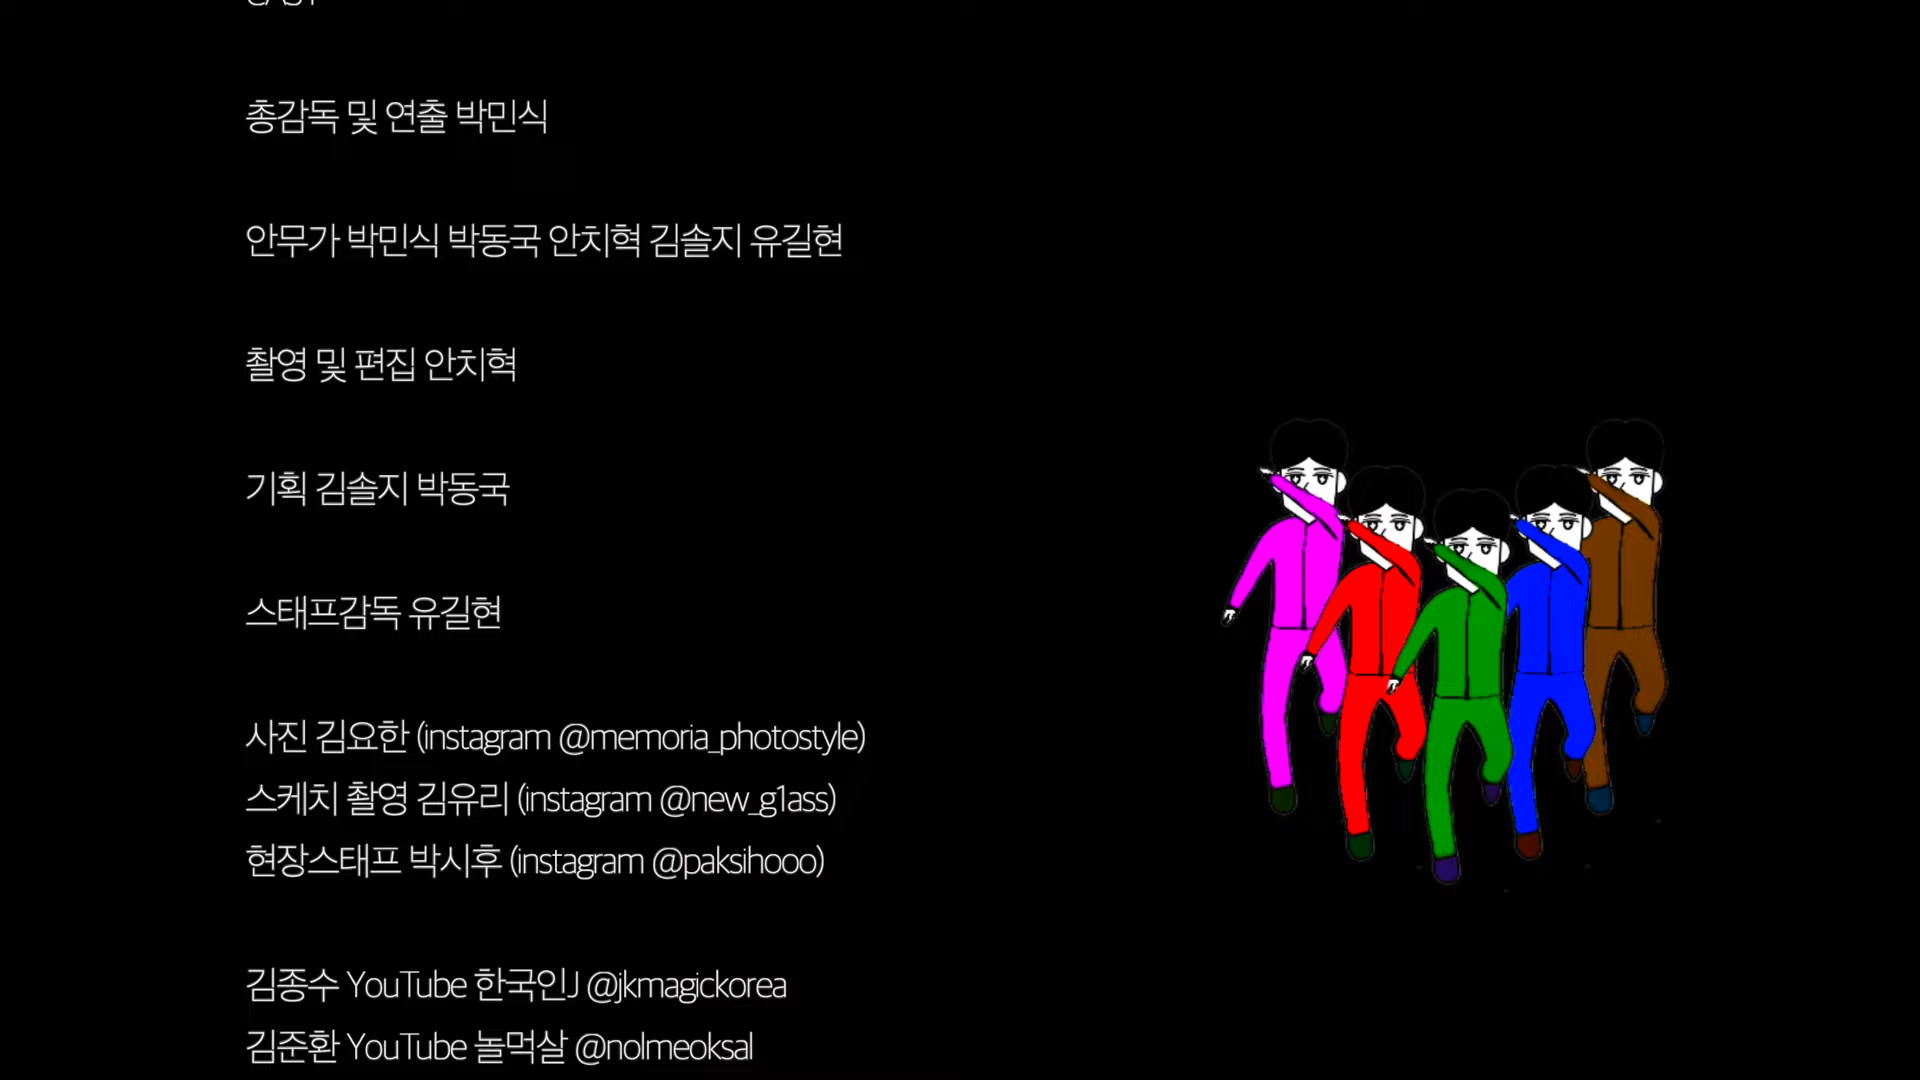 총감독 및 연출 박민식
안무가 박민식 박동국 안치혁 김솔지 유길현
촬영 및 편집 안치혁
기획 김솔지 박동국
스태프감독 유길현
사진 김요한 (instagram @memoria_photostyle)
스케치 촬영 김유리 (instagram @new_g1ass)
현장스태프 박시후 (instagram @paksihooo)
김종수 YouTube 한국인J @jkmagickorea
김준환 YouTube 놀먹살 @nolmeoksal